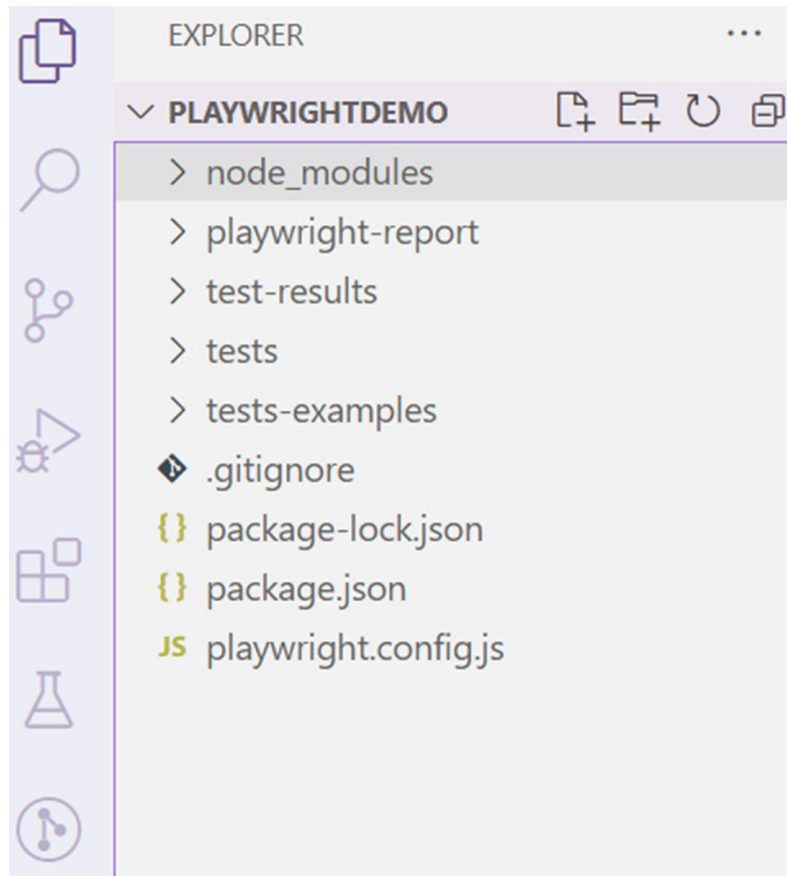 EXPLORER
PLAYWRIGHTDEMO
node_modules
playwright-report
test-results
tests
tests-examples
.gitignore
{} package-lock.json
{} package.json
JS playwright.config.js